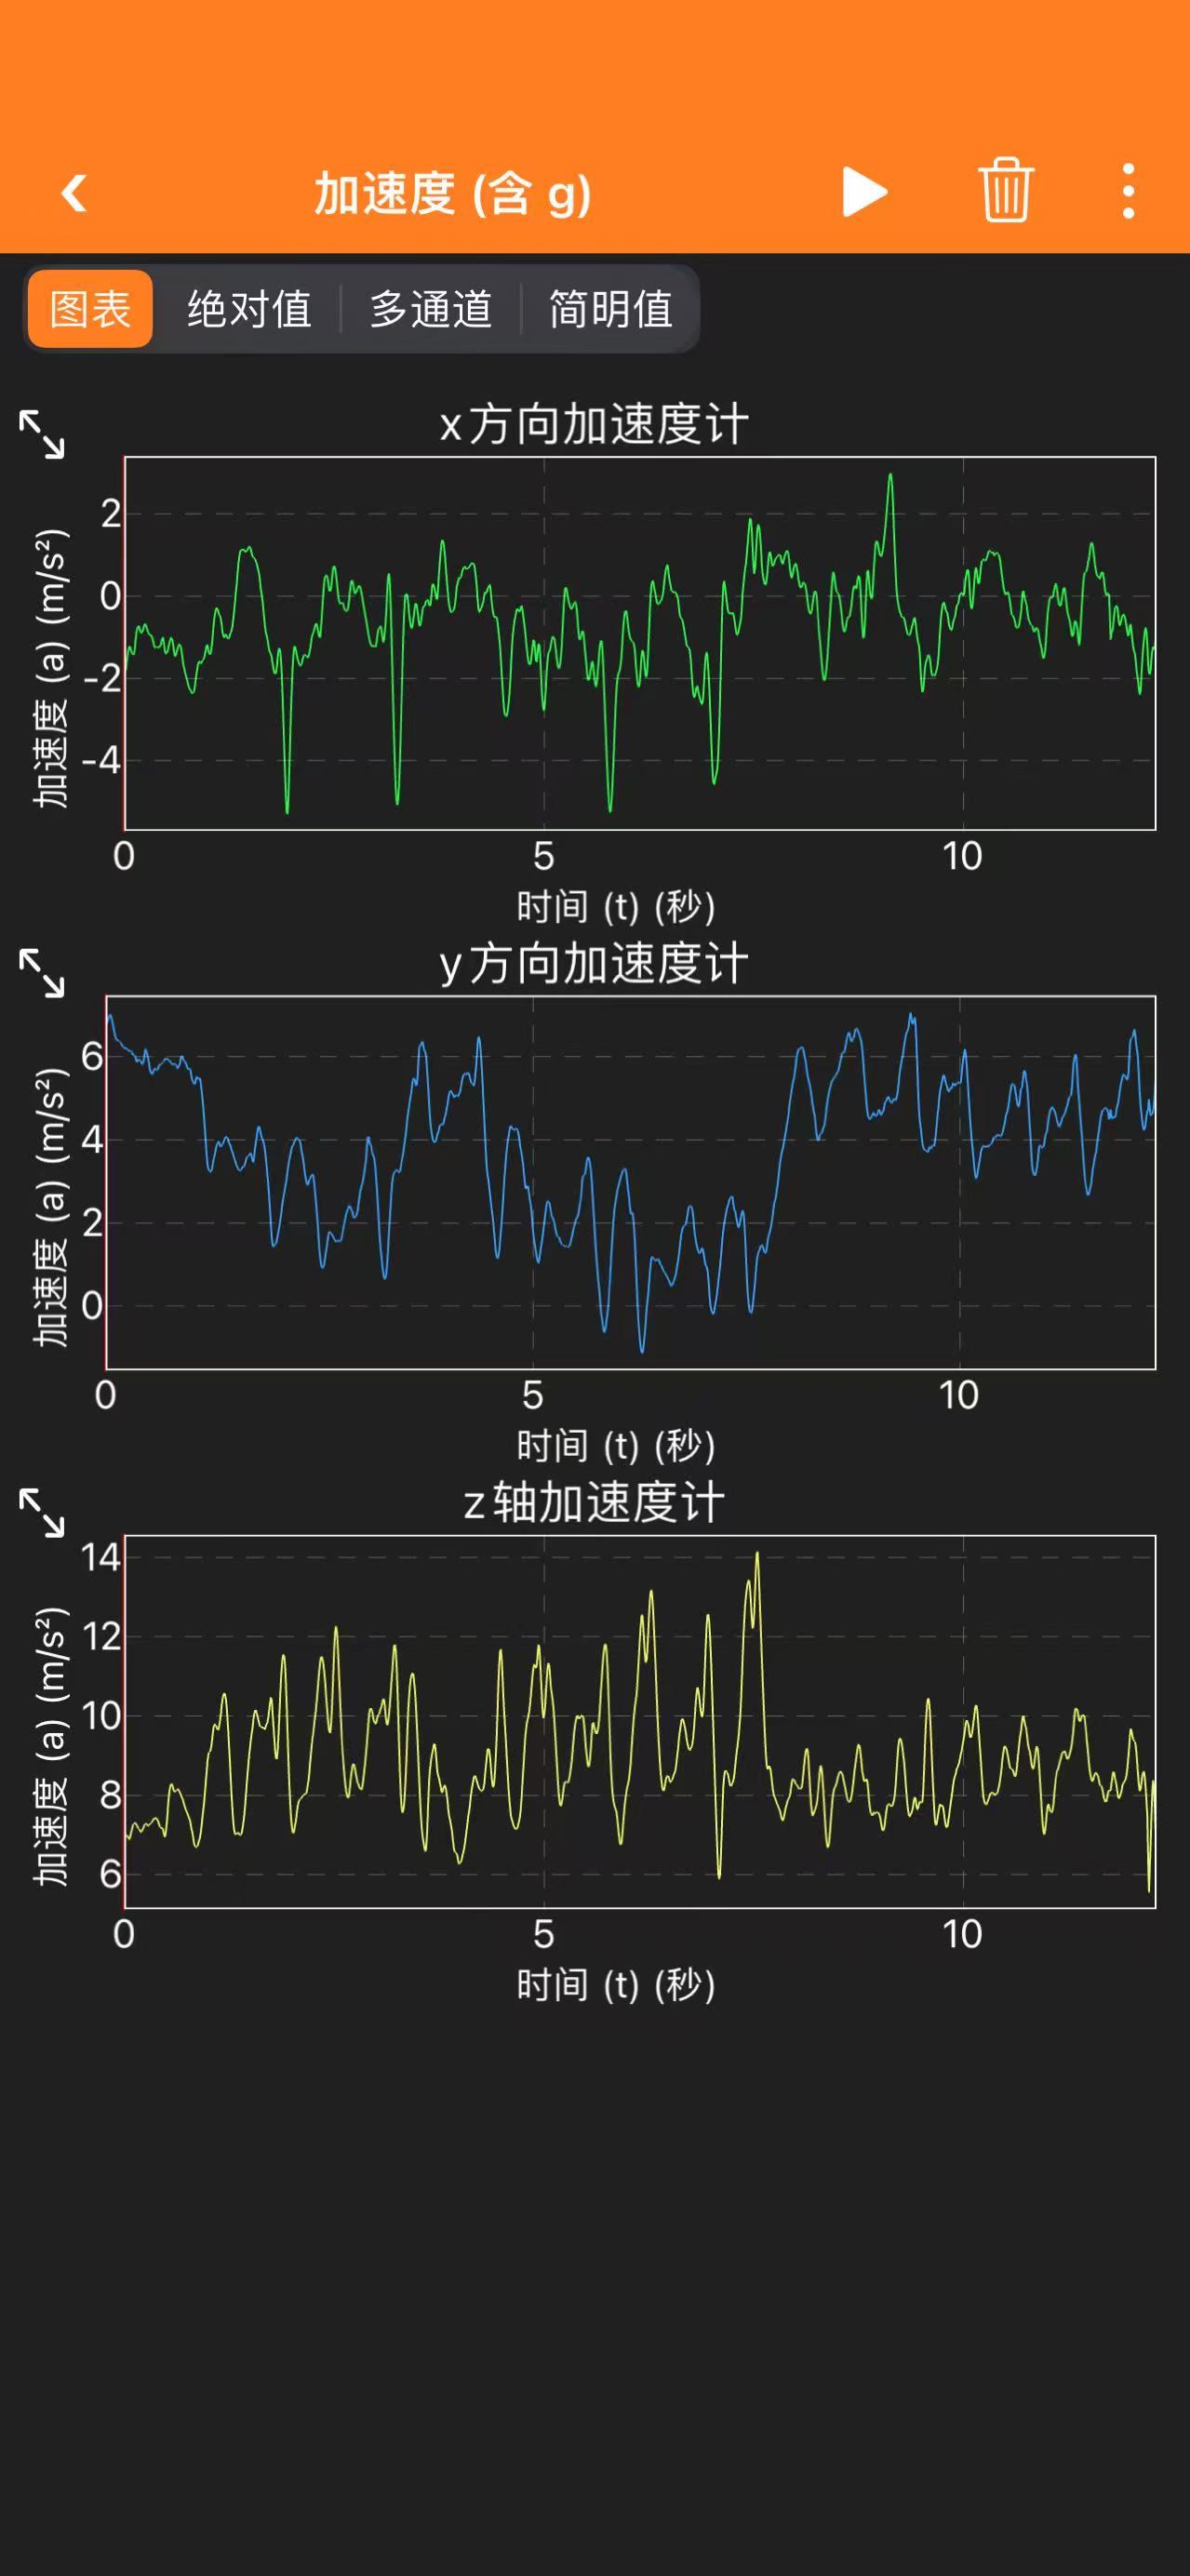 加速度 (含 g)
图表 绝对值 多通道 简明值
x方向加速度计
加速度 (a) (m/s²)
2
0
-2
-4
0 5 10
时间 (t) (秒)
y方向加速度计
加速度 (a) (m/s²)
6
4
2
0
0 5 10
时间 (t) (秒)
z轴加速度计
加速度 (a) (m/s²)
14
12
10
8
6
0 5 10
时间 (t) (秒)